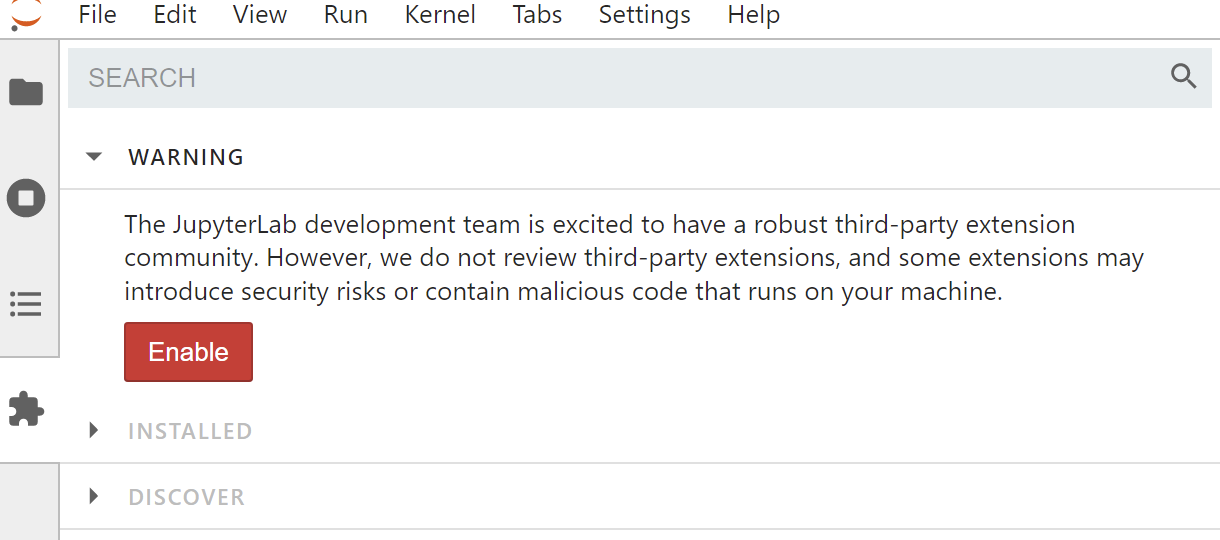 File Edit View Run Kernel Tabs Settings Help
SEARCH
WARNING
The JupyterLab development team is excited to have a robust third-party extension
community. However, we do not review third-party extensions, and some extensions may
introduce security risks or contain malicious code that runs on your machine.
Enable
INSTALLED
DISCOVER